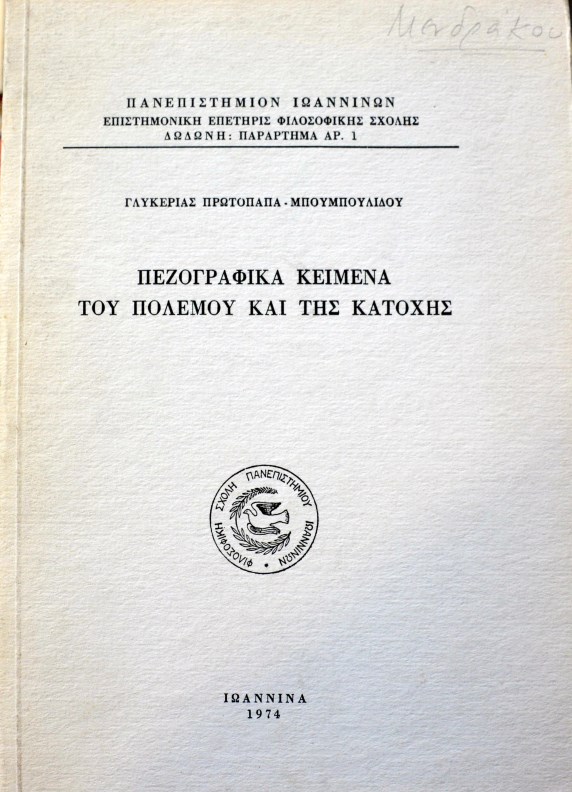 Μανδράκου
ΠΑΝΕΠΙΣΤΗΜΙΟΝ ΙΩΑΝΝΙΝΩΝ
ΕΠΙΣΤΗΜΟΝΙΚΗ ΕΠΕΤΗΡΙΣ ΦΙΛΟΣΟΦΙΚΗΣ ΣΧΟΛΗΣ
ΔΩΔΩΝΗ: ΠΑΡΑΡΤΗΜΑ ΑΡ. 1
ΓΛΥΚΕΡΙΑΣ ΠΡΩΤΟΠΑΠΑ - ΜΠΟΥΜΠΟΥΛΙΔΟΥ
ΠΕΖΟΓΡΑΦΙΚΑ ΚΕΙΜΕΝΑ
ΤΟΥ ΠΟΛΕΜΟΥ ΚΑΙ ΤΗΣ ΚΑΤΟΧΗΣ
ΦΙΛΟΣΟΦΙΚΗ ΣΧΟΛΗ ΠΑΝΕΠΙΣΤΗΜΙΟΥ ΙΩΑΝΝΙΝΩΝ
ΙΩΑΝΝΙΝΑ
1974